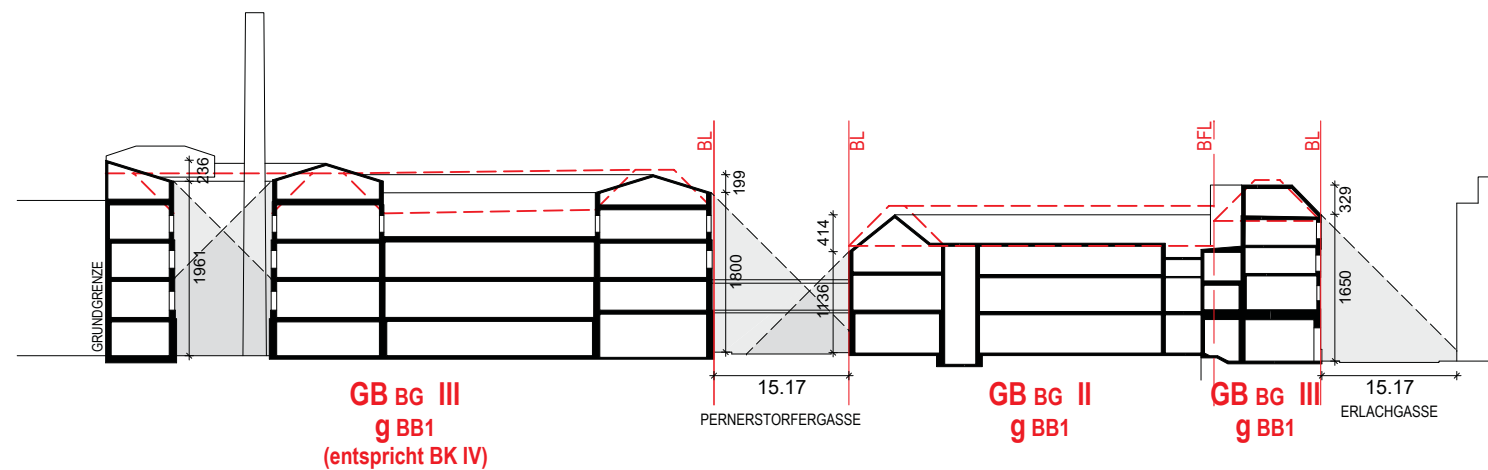 BL
BL
BFL
BL
236
199
414
329
GRUNDGRENZE
1961
1800
1136
1650
15.17
15.17
PERNERSTORFERGASSE
ERLACHGASSE
GB BG III
g BB1
(entspricht BK IV)
GB BG II
g BB1
GB BG III
g BB1